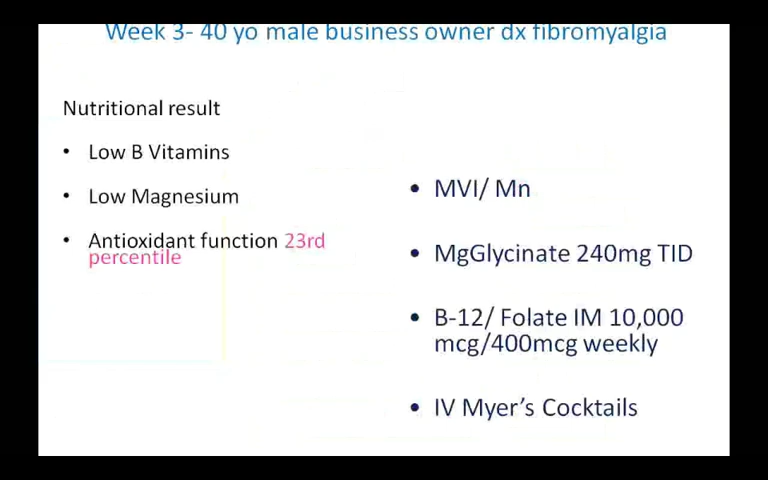 Week 3- 40 yo male business owner dx fibromyalgia
Nutritional result
• Low B Vitamins
• Low Magnesium
• Antioxidant function 23rd
percentile
• MVI/ Mn
• MgGlycinate 240mg TID
• B-12/ Folate IM 10,000
mcg/400mcg weekly
• IV Myer's Cocktails